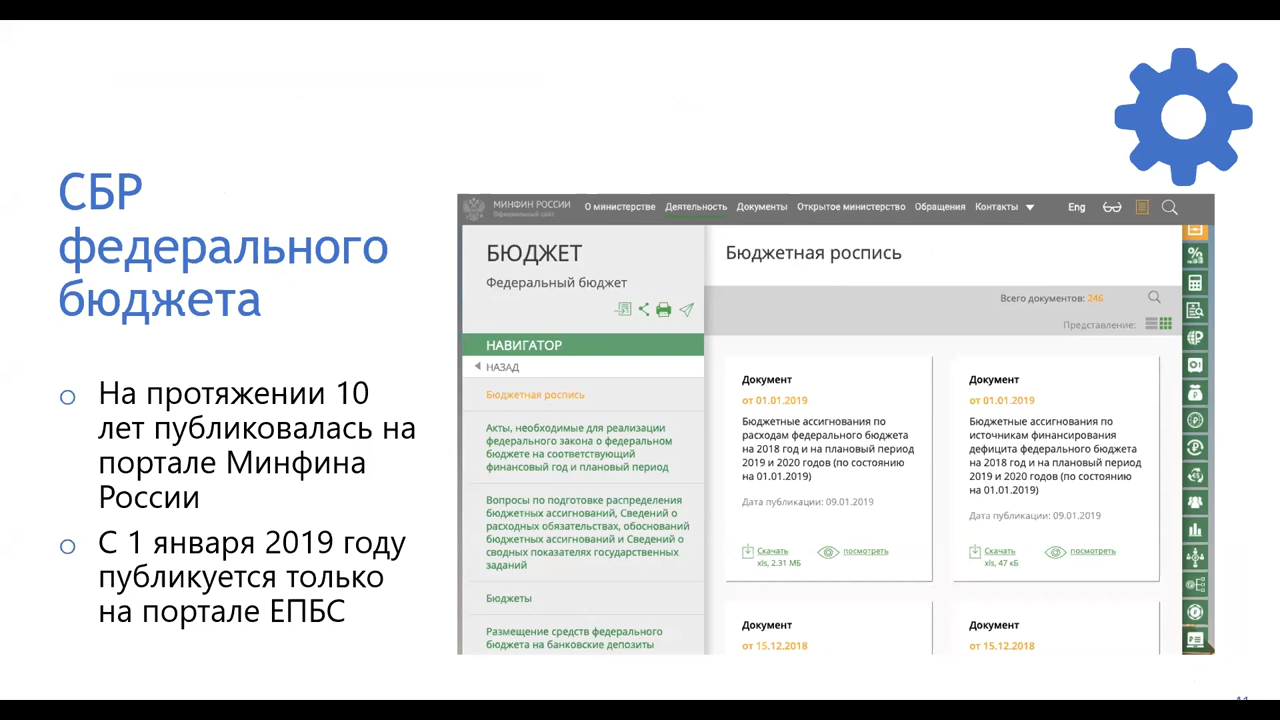 СБР
федерального
бюджета
На протяжении 10
лет публиковалась на
портале Минфина
России
С 1 января 2019 году
публикуется только
на портале ЕПБС
МИНФИН РОССИИ
Официальный сайт
О министерстве Деятельность Документы Открытое министерство Обращения Контакты Eng
БЮДЖЕТ
Федеральный бюджет
НАВИГАТОР
НАЗАД
Бюджетная роспись
Акты, необходимые для реализации
федерального закона о федеральном
бюджете на соответствующий
финансовый год и плановый период
Вопросы по подготовке распределения
бюджетных ассигнований, Сведений о
расходных обязательствах, обоснований
бюджетных ассигнований и Сведений о
сводных показателях государственных
заданий
Бюджеты
Размещение средств федерального
бюджета на банковские депозиты
Бюджетная роспись
Всего документов: 246
Представление:
Документ
от 01.01.2019
Бюджетные ассигнования по
расходам федерального бюджета
на 2018 год и на плановый период
2019 и 2020 годов (по состоянию
на 01.01.2019)
Дата публикации: 09.01.2019
Скачать посмотреть
xls, 2.31 МБ
Документ
от 01.01.2019
Бюджетные ассигнования по
источникам финансирования
дефицита федерального бюджета
на 2018 год и на плановый период
2019 и 2020 годов (по состоянию
на 01.01.2019)
Дата публикации: 09.01.2019
Скачать посмотреть
xls, 47 кБ
Документ
от 15.12.2018
Документ
от 15.12.2018